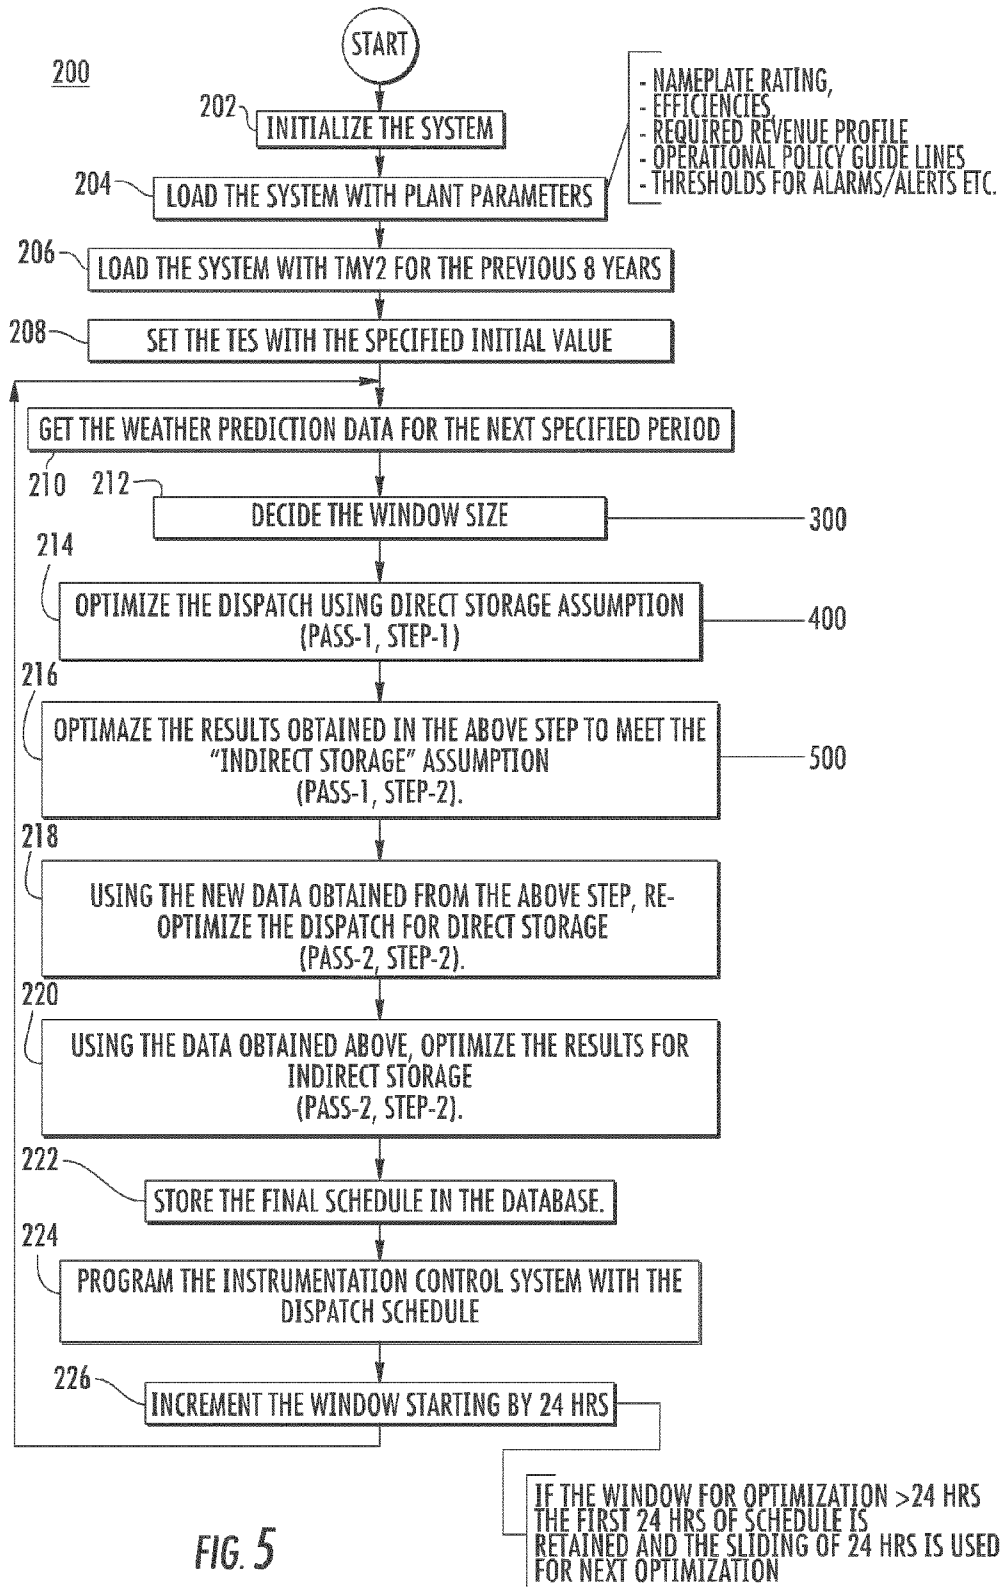 START
200
- NAMEPLATE RATING,
- EFFICIENCIES,
- REQUIRED REVENUE PROFILE
- OPERATIONAL POLICY GUIDE LINES
- THRESHOLDS FOR ALARMS/ALERTS ETC.
202
INITIALIZE THE SYSTEM
204
LOAD THE SYSTEM WITH PLANT PARAMETERS
206
LOAD THE SYSTEM WITH TMY2 FOR THE PREVIOUS 8 YEARS
208
SET THE TES WITH THE SPECIFIED INITIAL VALUE
GET THE WEATHER PREDICTION DATA FOR THE NEXT SPECIFIED PERIOD
210
212
DECIDE THE WINDOW SIZE
300
214
OPTIMIZE THE DISPATCH USING DIRECT STORAGE ASSUMPTION
(PASS-1, STEP-1)
400
216
OPTIMAZE THE RESULTS OBTAINED IN THE ABOVE STEP TO MEET THE
“INDIRECT STORAGE” ASSUMPTION
(PASS-1, STEP-2).
500
218
USING THE NEW DATA OBTAINED FROM THE ABOVE STEP, RE-
OPTIMIZE THE DISPATCH FOR DIRECT STORAGE
(PASS-2, STEP-2).
220
USING THE DATA OBTAINED ABOVE, OPTIMIZE THE RESULTS FOR
INDIRECT STORAGE
(PASS-2, STEP-2).
222
STORE THE FINAL SCHEDULE IN THE DATABASE.
224
PROGRAM THE INSTRUMENTATION CONTROL SYSTEM WITH THE
DISPATCH SCHEDULE
226
INCREMENT THE WINDOW STARTING BY 24 HRS
IF THE WINDOW FOR OPTIMIZATION >24 HRS
THE FIRST 24 HRS OF SCHEDULE IS
RETAINED AND THE SLIDING OF 24 HRS IS USED
FOR NEXT OPTIMIZATION
FIG. 5